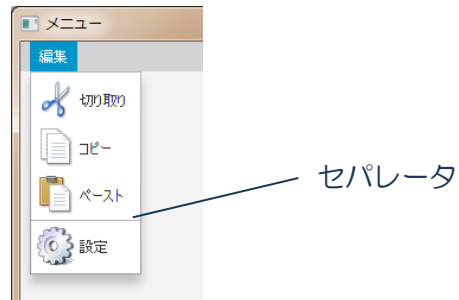 メニュー
編集
切り取り
コピー
ペースト
設定
セパレータ